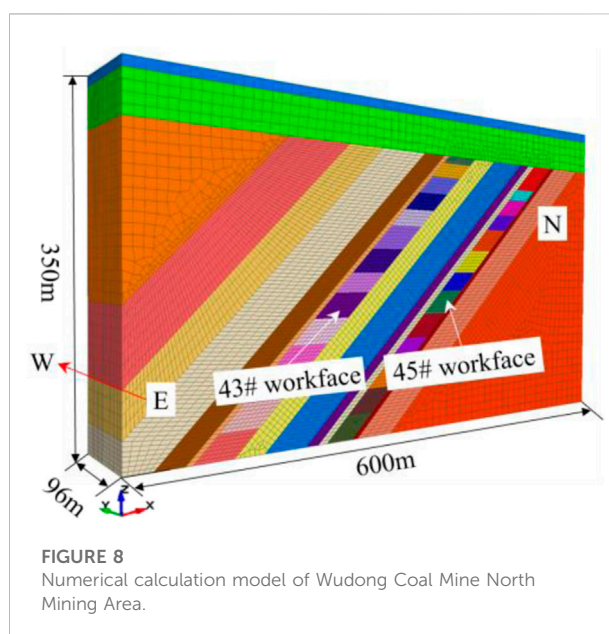 350m
N
W
E
43# workface
45# workface
600m
96m
Z
Y
X
FIGURE 8
Numerical calculation model of Wudong Coal Mine North
Mining Area.